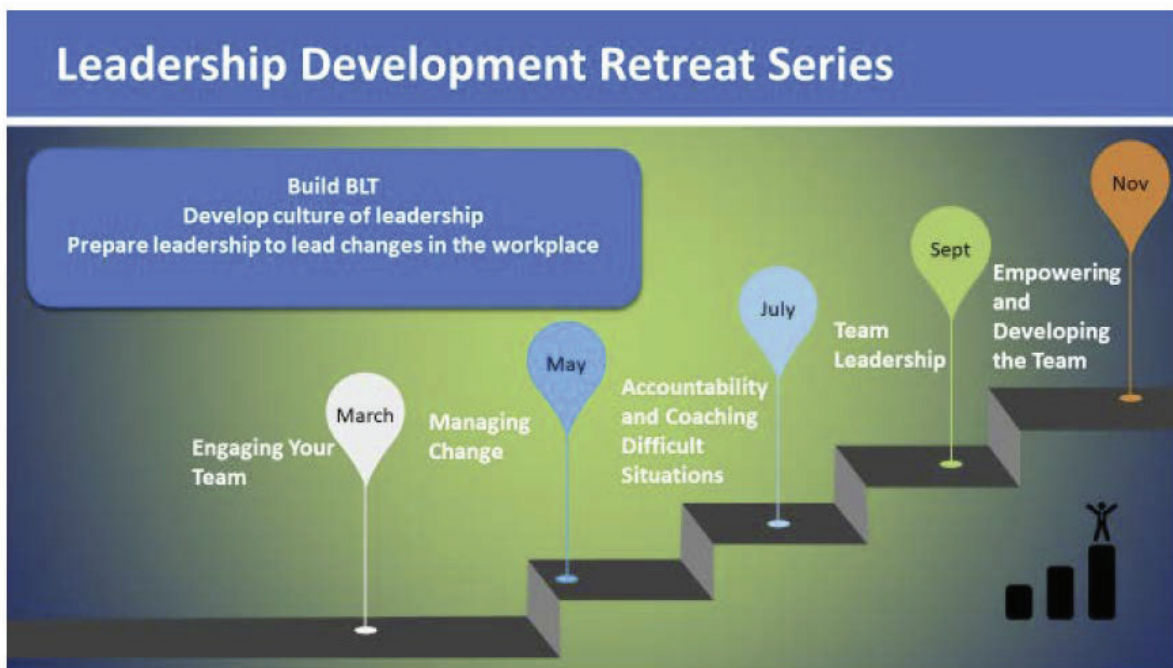 Leadership Development Retreat Series
Build BLT
Develop culture of leadership
Prepare leadership to lead changes in the workplace
March
Engaging Your
Team
May
Managing
Change
July
Accountability
and Coaching
Difficult
Situations
Sept
Team
Leadership
Nov
Empowering
and
Developing
the Team